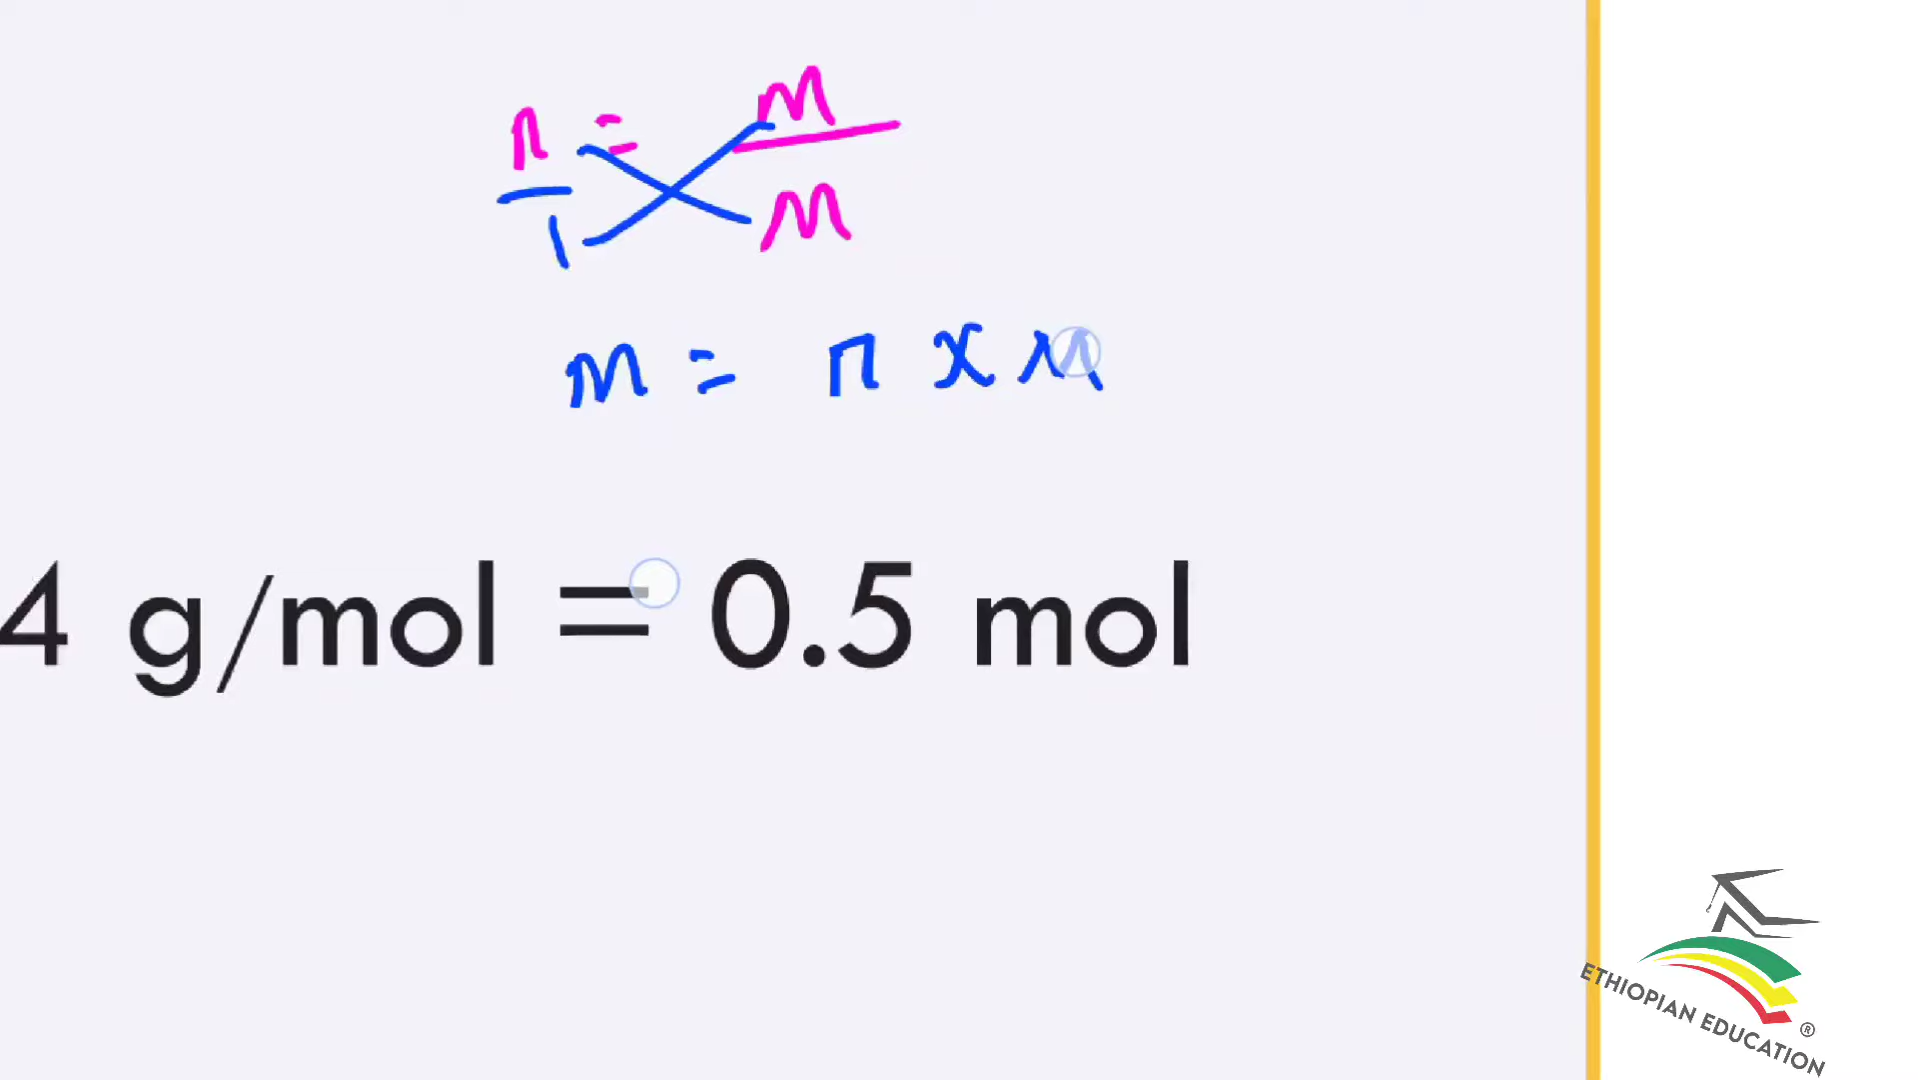 n = m
1 M
m = n x M
4 g/mol = 0.5 mol
ETHIOPIAN EDUCATION ®